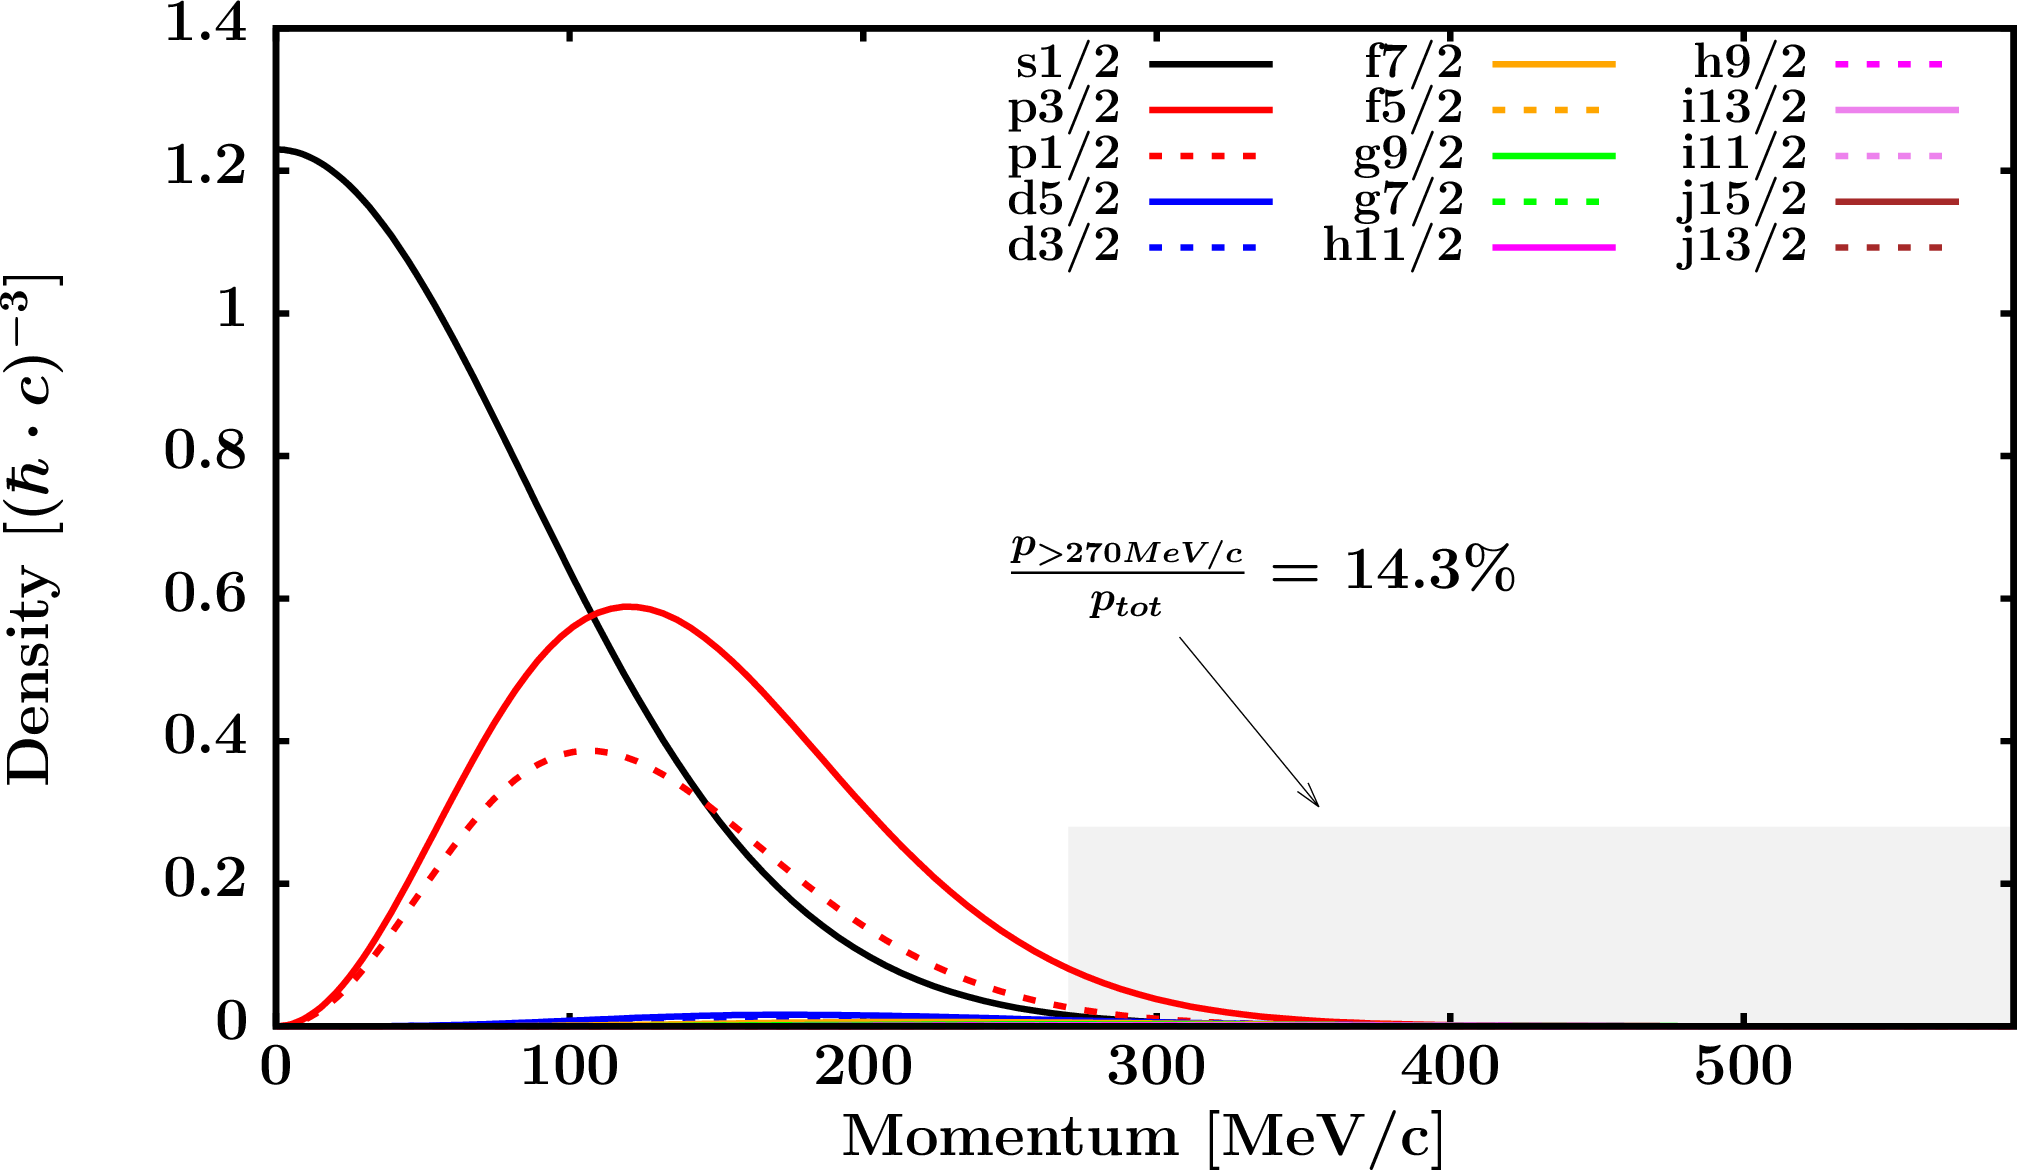 1.4
1.2
1
0.8
0.6
0.4
0.2
0
Density [(ħ · c)⁻³]
s1/2
p3/2
p1/2
d5/2
d3/2
f7/2
f5/2
g9/2
g7/2
h11/2
h9/2
i13/2
i11/2
j15/2
j13/2
p>270MeV/c / ptot = 14.3%
0 100 200 300 400 500
Momentum [MeV/c]